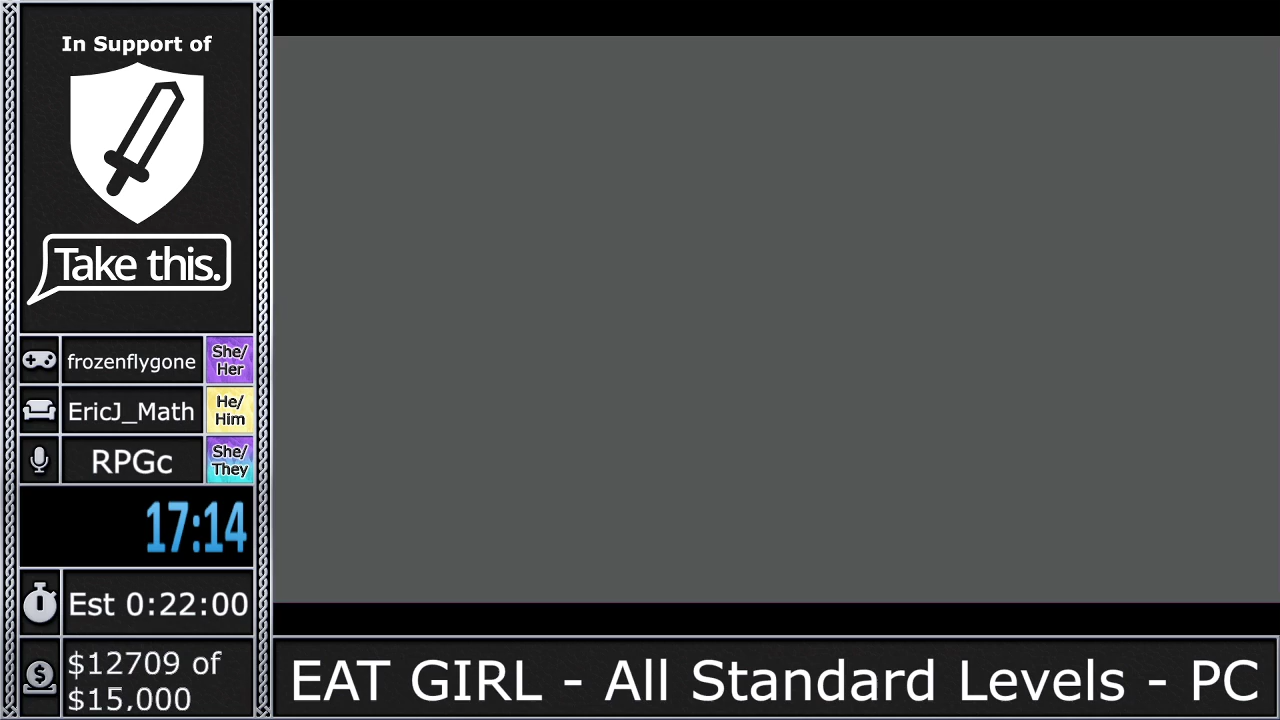 In Support of
Take this.
frozenflygone
She/
Her
EricJ_Math
He/
Him
RPGc
She/
They
17:14
Est 0:22:00
$12709 of
$15,000
EAT GIRL - All Standard Levels - PC